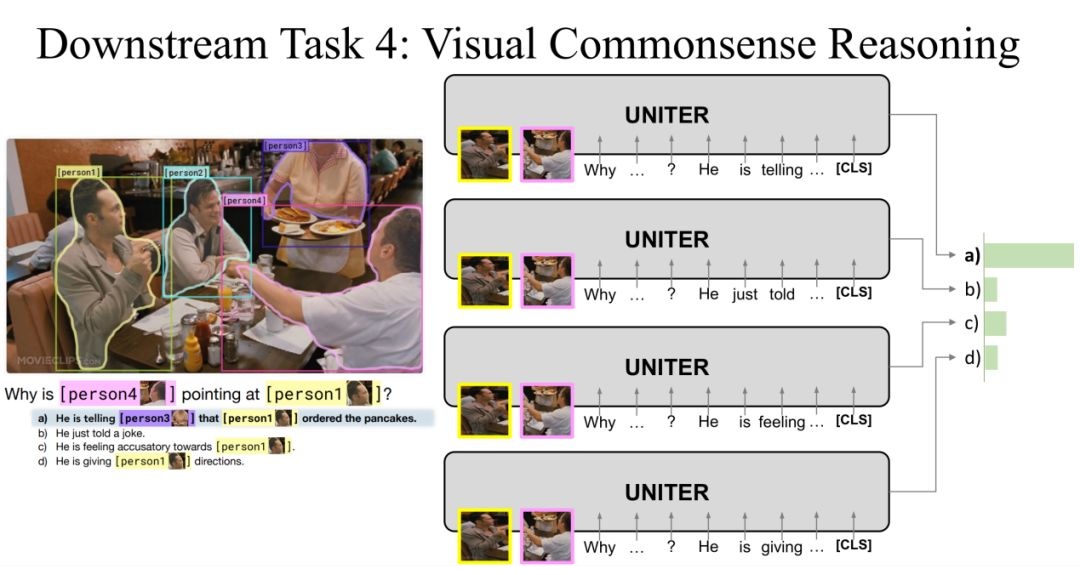 Downstream Task 4: Visual Commonsense Reasoning
[person1]
[person2]
[person3]
[person4]
MOVIECLIPS.COM
Why is [person4 ] pointing at [person1 ]?
a) He is telling [person3 ] that [person1 ] ordered the pancakes.
b) He just told a joke.
c) He is feeling accusatory towards [person1 ].
d) He is giving [person1 ] directions.
UNITER
Why ... ? He is telling ... [CLS]
UNITER
Why ... ? He just told ... [CLS]
UNITER
Why ... ? He is feeling ... [CLS]
UNITER
Why ... ? He is giving ... [CLS]
a)
b)
c)
d)